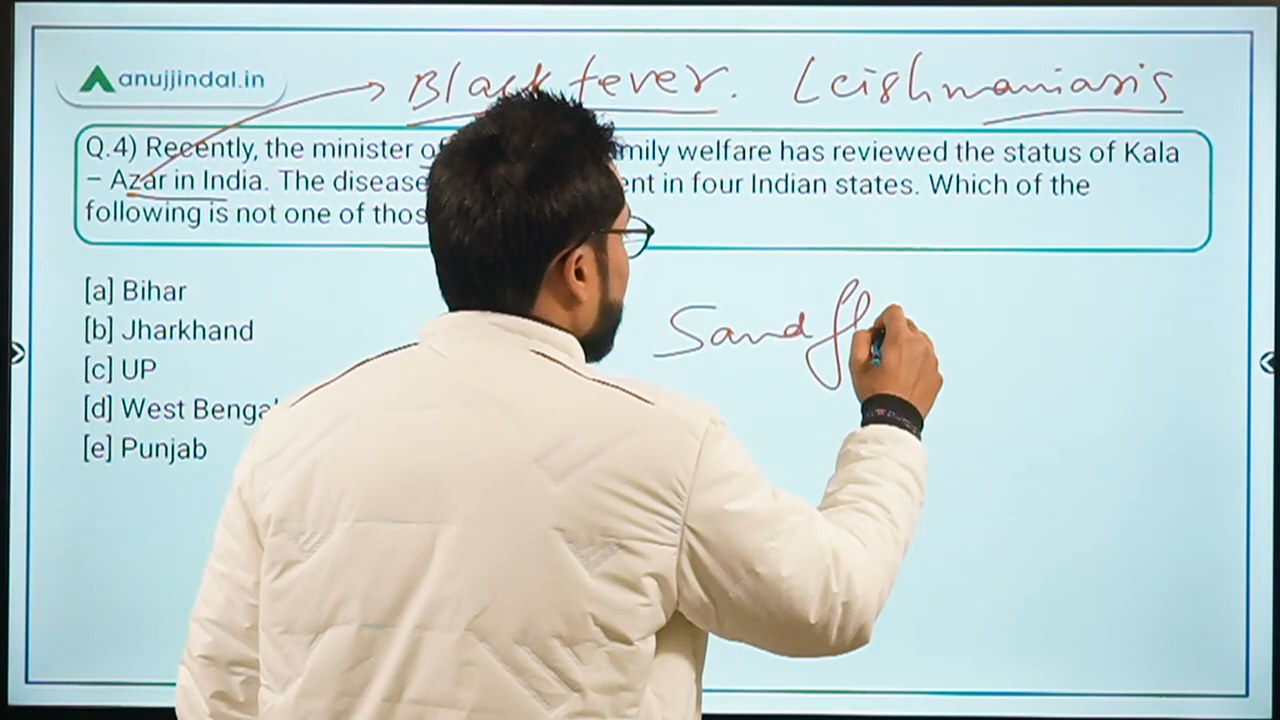 anujjindal.in
Black fever. Leishmaniasis
Q.4) Recently, the minister of mily welfare has reviewed the status of Kala
– Azar in India. The disease ent in four Indian states. Which of the
following is not one of thos
[a] Bihar
[b] Jharkhand
[c] UP
[d] West Benga
[e] Punjab
Sand fl